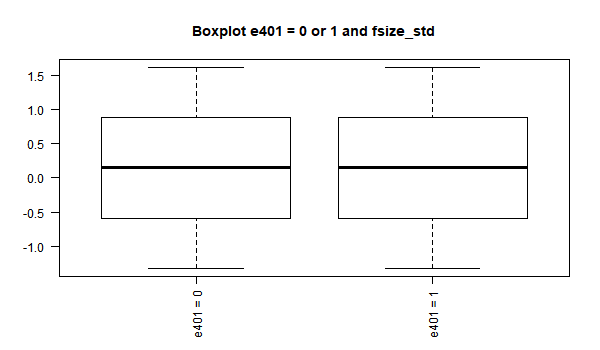 Boxplot e401 = 0 or 1 and fsize_std
1.5
1.0
0.5
0.0
-0.5
-1.0
e401 = 0
e401 = 1